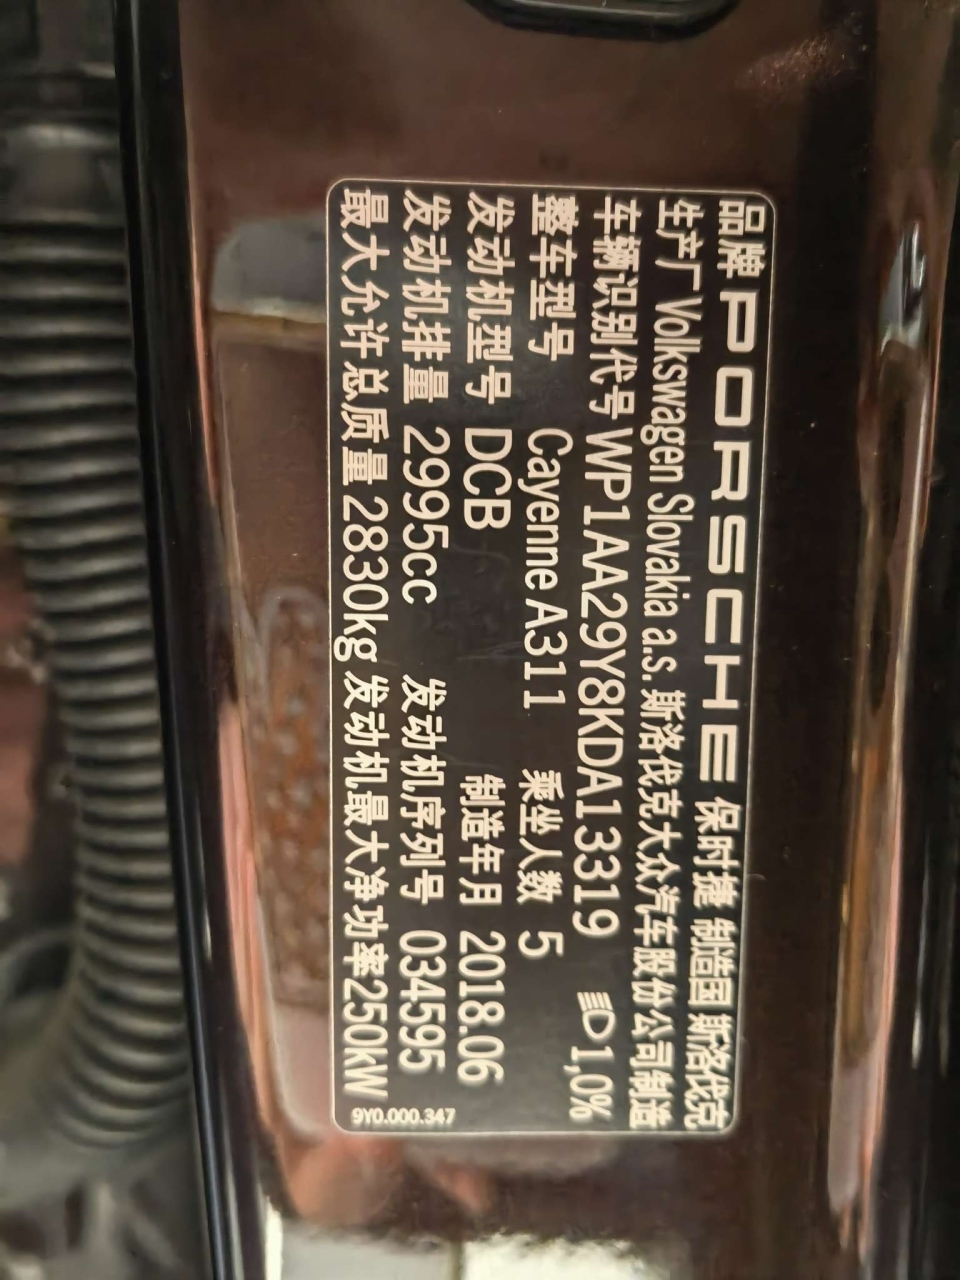 品牌 PORSCHE 保时捷 制造国 斯洛伐克
生产厂 Volkswagen Slovakia a.s. 斯洛伐克大众汽车股份公司制造
车辆识别代号 WP1AA29Y8KDA13319 1,0%
整车型号 Cayenne A311 乘坐人数 5
发动机型号 DCB 制造年月 2018.06
发动机排量 2995cc 发动机序列号 034595
最大允许总质量 2830kg 发动机最大净功率250kW
9Y0.000.347